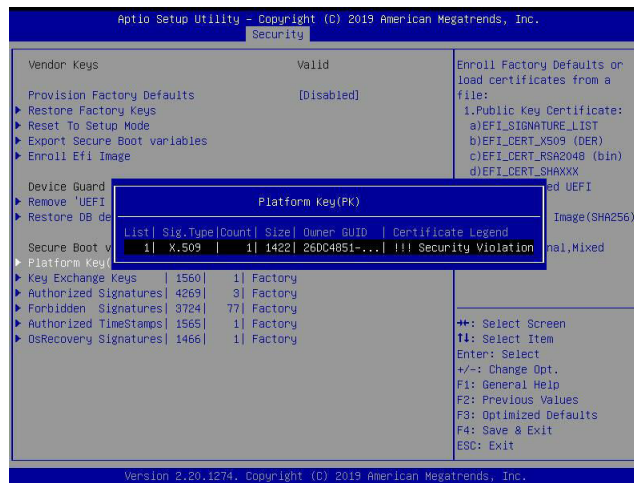 Aptio Setup Utility – Copyright (C) 2019 American Megatrends, Inc.
Security
Vendor Keys Valid
Provision Factory Defaults [Disabled]
Restore Factory Keys
Reset To Setup Mode
Export Secure Boot variables
Enroll Efi Image
Device Guard
Remove 'UEFI
Restore DB de
Secure Boot v
Platform Key(
Key Exchange Keys | 1560| 1| Factory
Authorized Signatures| 4269| 3| Factory
Forbidden Signatures| 3724| 77| Factory
Authorized TimeStamps| 1565| 1| Factory
OsRecovery Signatures| 1466| 1| Factory
Platform Key(PK)
List| Sig.Type|Count| Size| Owner GUID | Certificate Legend
1| X.509 | 1| 1422| 26DC4851-...| !!! Security Violation
Enroll Factory Defaults or
load certificates from a
file:
1.Public Key Certificate:
a)EFI_SIGNATURE_LIST
b)EFI_CERT_X509 (DER)
c)EFI_CERT_RSA2048 (bin)
d)EFI_CERT_SHAXXX
ed UEFI
Image(SHA256)
nal,Mixed
→←: Select Screen
↑↓: Select Item
Enter: Select
+/-: Change Opt.
F1: General Help
F2: Previous Values
F3: Optimized Defaults
F4: Save & Exit
ESC: Exit
Version 2.20.1274. Copyright (C) 2019 American Megatrends, Inc.